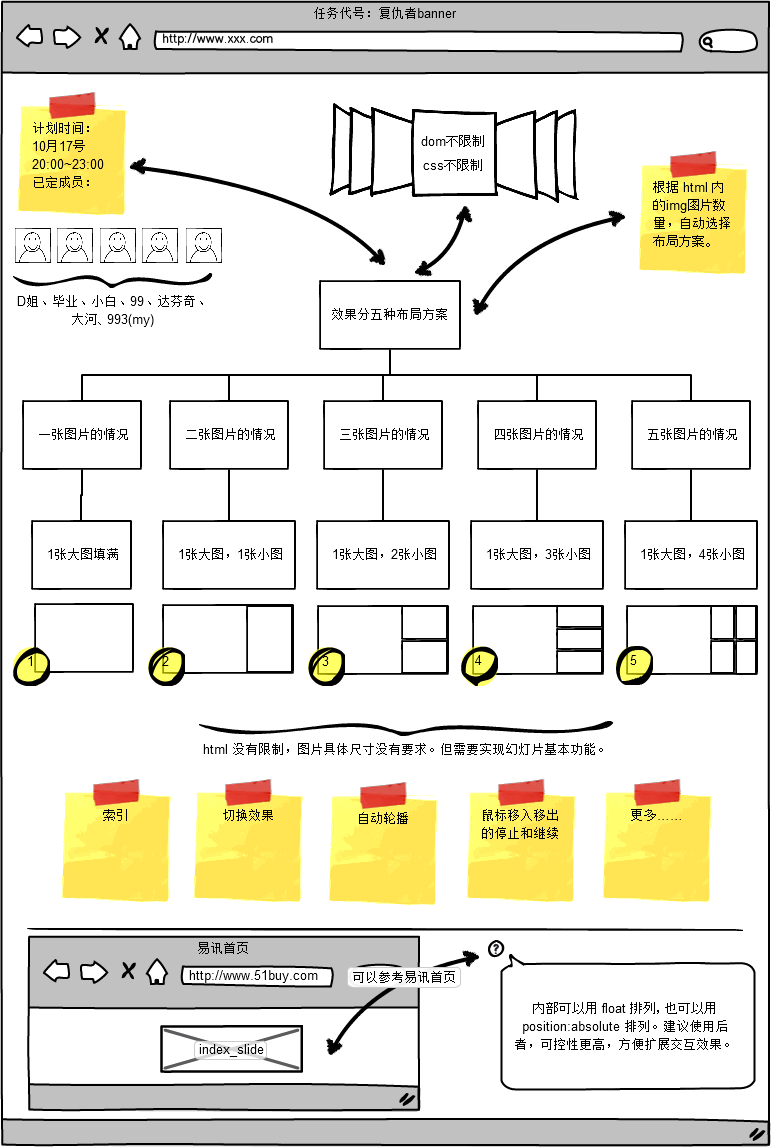 任务代号：复仇者banner
http://www.xxx.com
计划时间：
10月17号
20:00~23:00
已定成员：
dom不限制
css不限制
根据 html 内
的img图片数
量，自动选择
布局方案。
D姐、毕业、小白、99、达芬奇、
大河、993(my)
效果分五种布局方案
一张图片的情况
二张图片的情况
三张图片的情况
四张图片的情况
五张图片的情况
1张大图填满
1张大图，1张小图
1张大图，2张小图
1张大图，3张小图
1张大图，4张小图
1
2
3
4
5
html 没有限制，图片具体尺寸没有要求。但需要实现幻灯片基本功能。
索引
切换效果
自动轮播
鼠标移入移出
的停止和继续
更多……
易讯首页
http://www.51buy.com
可以参考易讯首页
index_slide
?
内部可以用 float 排列, 也可以用
position:absolute 排列。建议使用后
者，可控性更高，方便扩展交互效果。